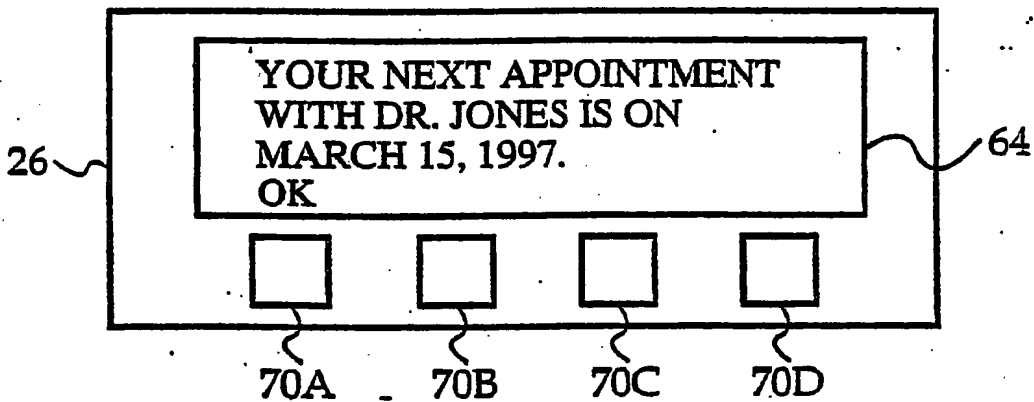 YOUR NEXT APPOINTMENT
WITH DR. JONES IS ON
MARCH 15, 1997.
OK
26
64
70A
70B
70C
70D